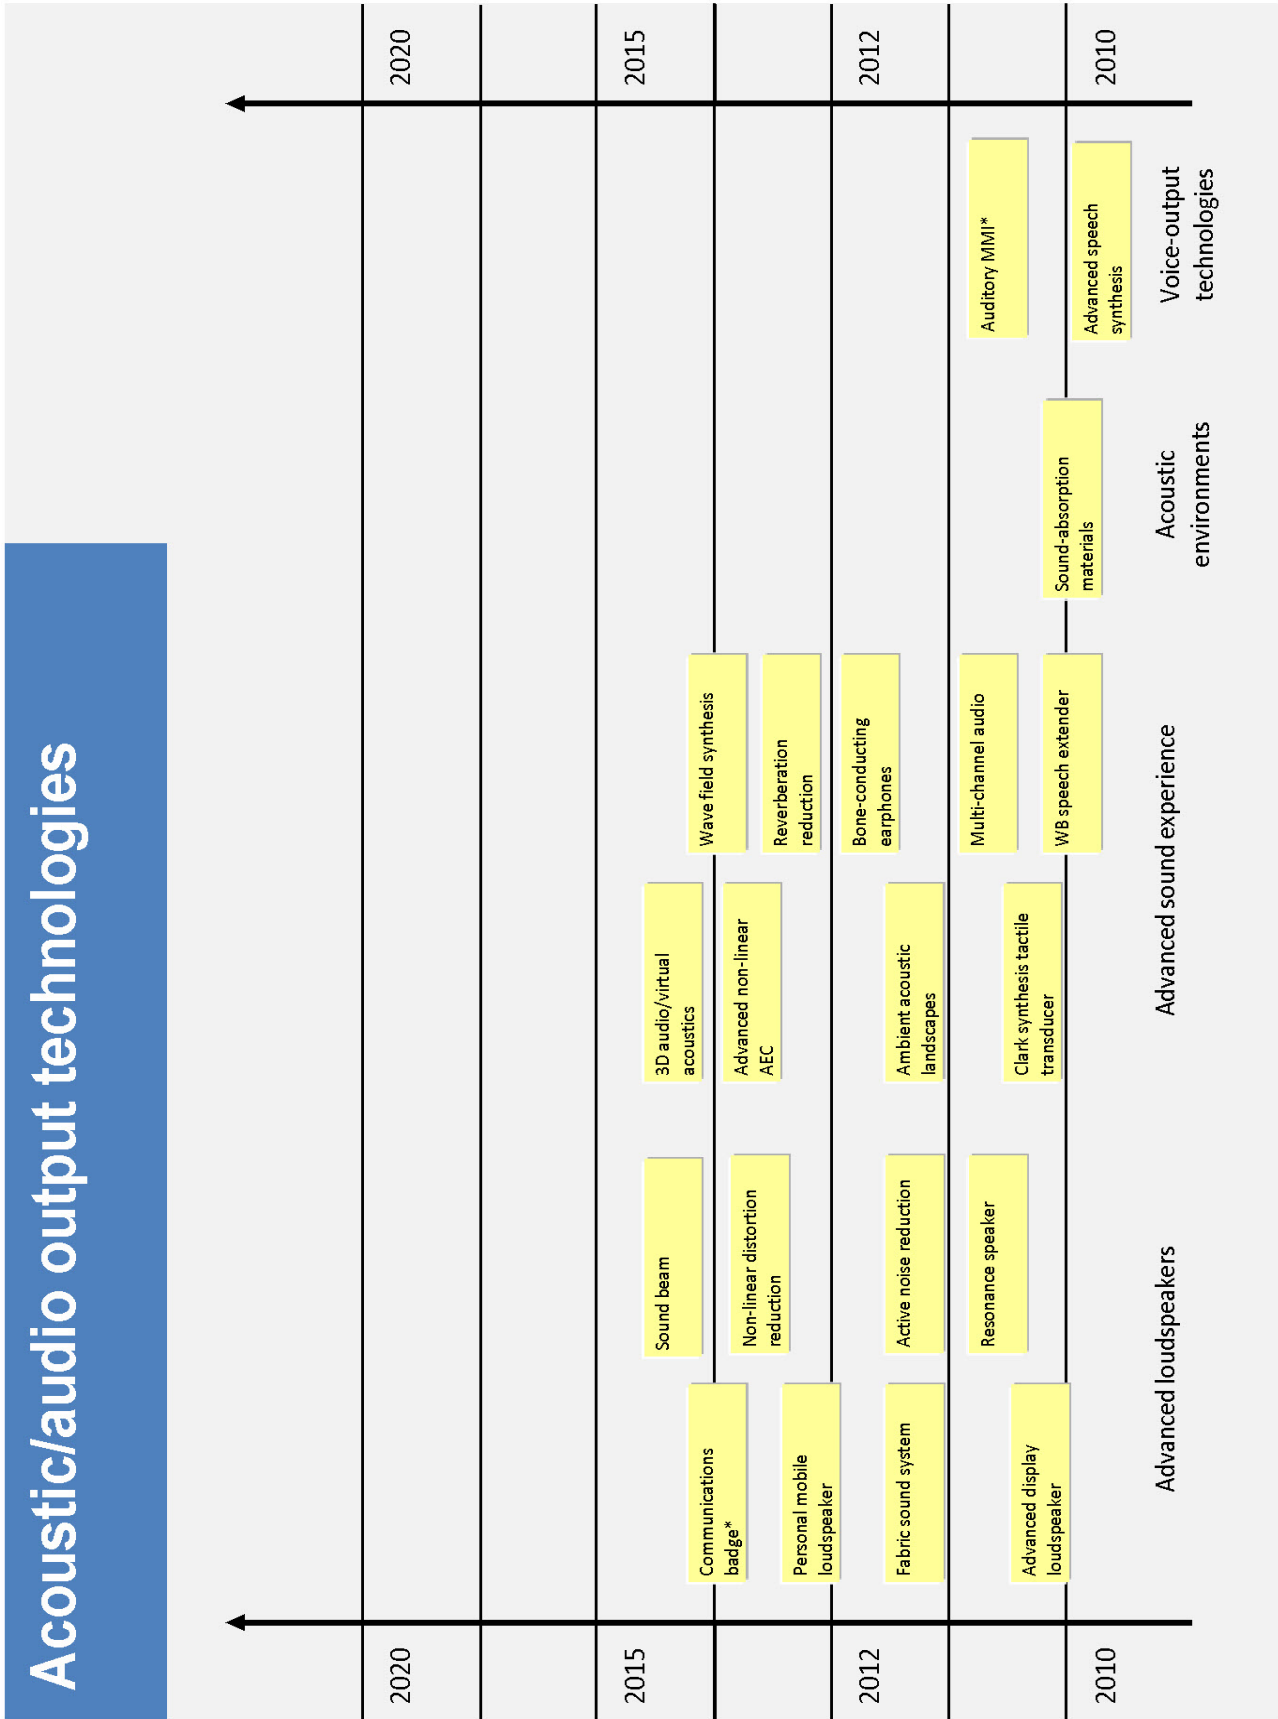 Acoustic/audio output technologies
2020
2020
2015
2015
2012
2012
2010
2010
Sound beam
3D audio/virtual
acoustics
Communications
badge*
Wave field synthesis
Non-linear distortion
reduction
Advanced non-linear
AEC
Personal mobile
loudspeaker
Reverberation
reduction
Bone-conducting
earphones
Fabric sound system
Active noise reduction
Ambient acoustic
landscapes
Multi-channel audio
Resonance speaker
Auditory MMI*
Advanced display
loudspeaker
Clark synthesis tactile
transducer
WB speech extender
Sound-absorption
materials
Advanced speech
synthesis
Advanced loudspeakers
Advanced sound experience
Acoustic
environments
Voice-output
technologies